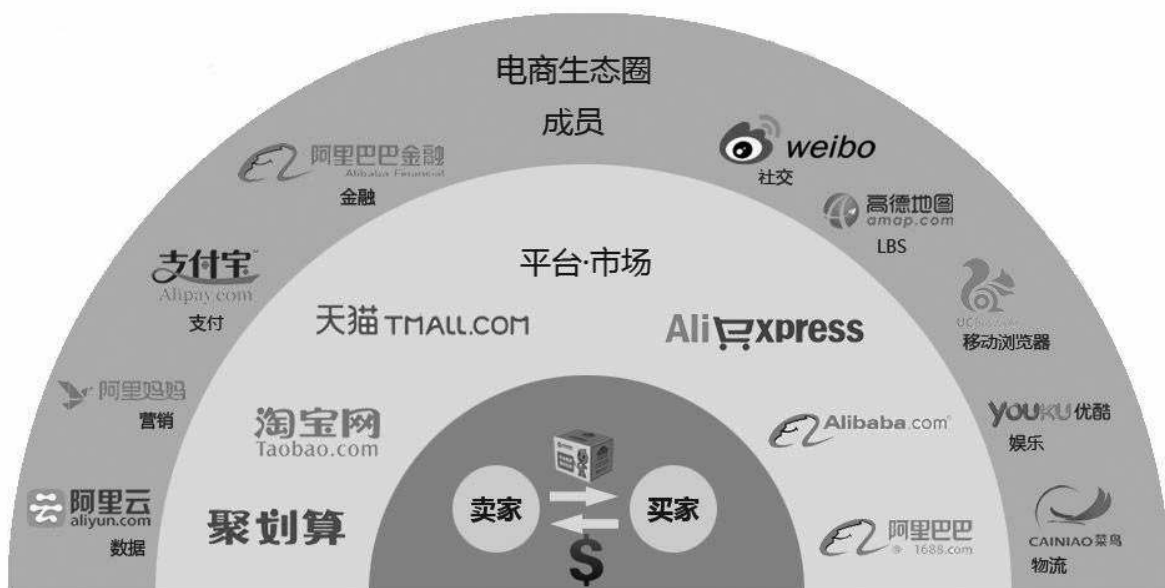 电商生态圈
成员
阿里巴巴金融
Alibaba Financial
金融
weibo
社交
高德地图
amap.com
LBS
支付宝
Alipay.com
支付
平台·市场
天猫 TMALL.COM
AliExpress
UC
移动浏览器
阿里妈妈
营销
淘宝网
Taobao.com
Alibaba.com
YOUKU优酷
娱乐
阿里云
aliyun.com
数据
聚划算
卖家
买家
$
阿里巴巴
1688.com
CAINIAO菜鸟
物流